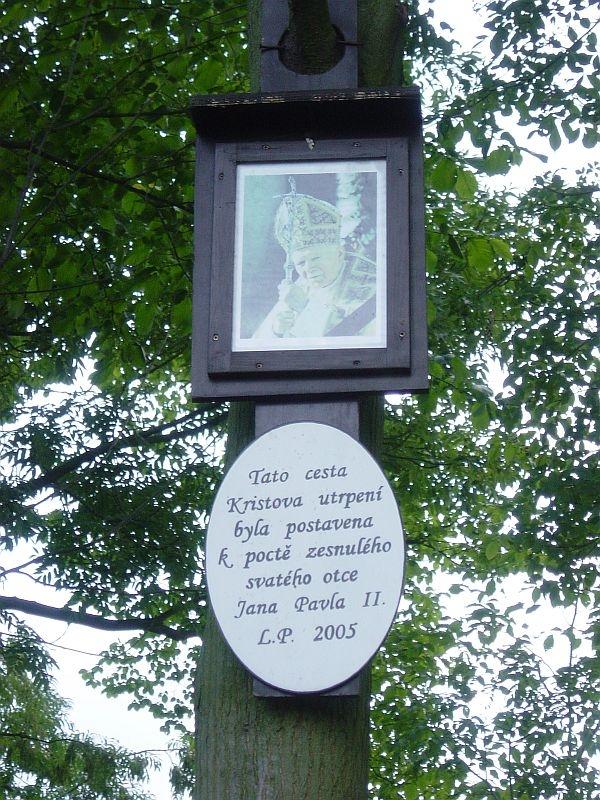 Tato cesta
Kristova utrpení
byla postavena
k poctě zesnulého
svatého otce
Jana Pavla II.
L.P. 2005